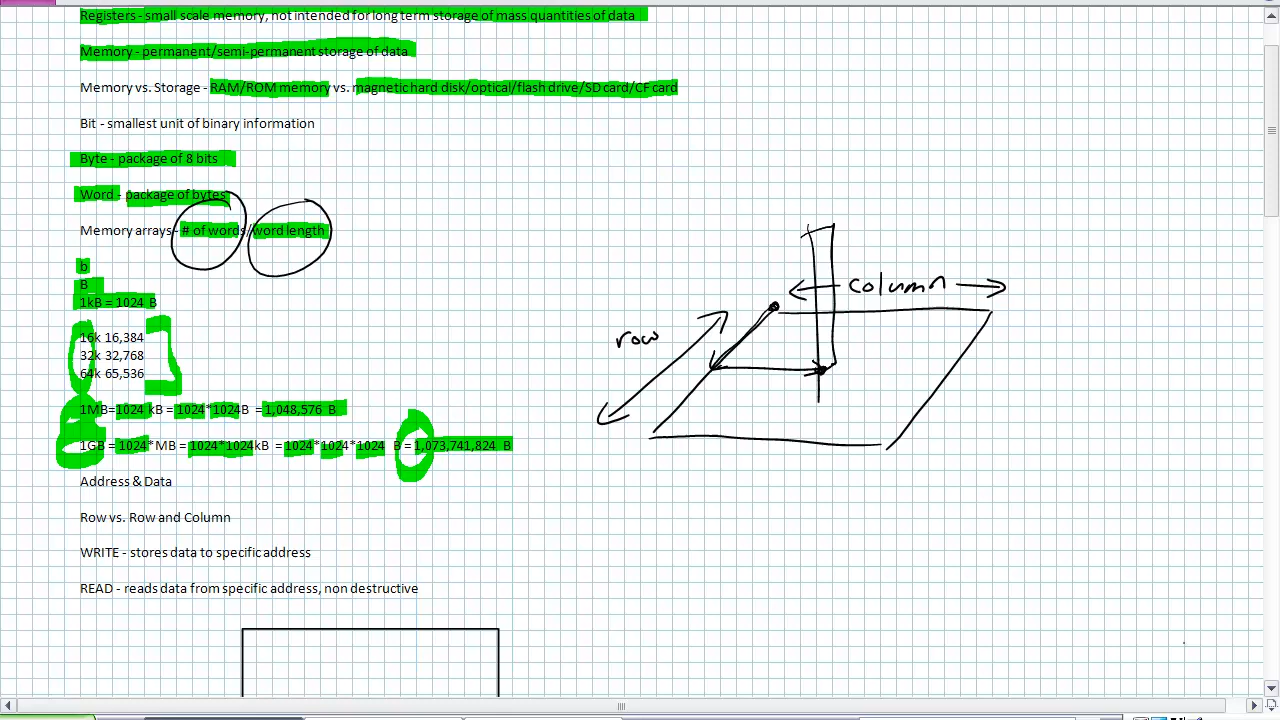 Registers - small scale memory, not intended for long term storage of mass quantities of data
Memory - permanent/semi-permanent storage of data
Memory vs. Storage - RAM/ROM memory vs. magnetic hard disk/optical/flash drive/SD card/CF card
Bit - smallest unit of binary information
Byte - package of 8 bits
Word - package of bytes
Memory arrays - # of words/word length
b
B
1kB = 1024 B
16k 16,384
32k 32,768
64k 65,536
1MB=1024 kB = 1024*1024B = 1,048,576 B
1GB = 1024*MB = 1024*1024kB = 1024*1024*1024 B = 1,073,741,824 B
Address & Data
Row vs. Row and Column
WRITE - stores data to specific address
READ - reads data from specific address, non destructive
column
row